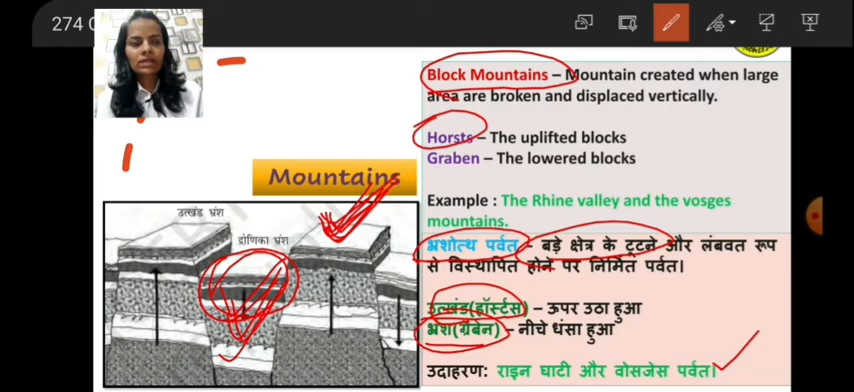 274
Block Mountains – Mountain created when large
area are broken and displaced vertically.
Horsts – The uplifted blocks
Graben – The lowered blocks
Mountains
Example : The Rhine valley and the vosges
mountains.
उत्खंड भ्रंश
द्रोणिका भ्रंश
भ्रशोत्थ पर्वत - बड़े क्षेत्र के टूटने और लंबवत रूप
से विस्थापित होने पर निर्मित पर्वत।
उत्खंड(हॉर्स्टस) – ऊपर उठा हुआ
भ्रंश(ग्रैबेन) – नीचे धंसा हुआ
उदाहरण: राइन घाटी और वोसजेस पर्वत।